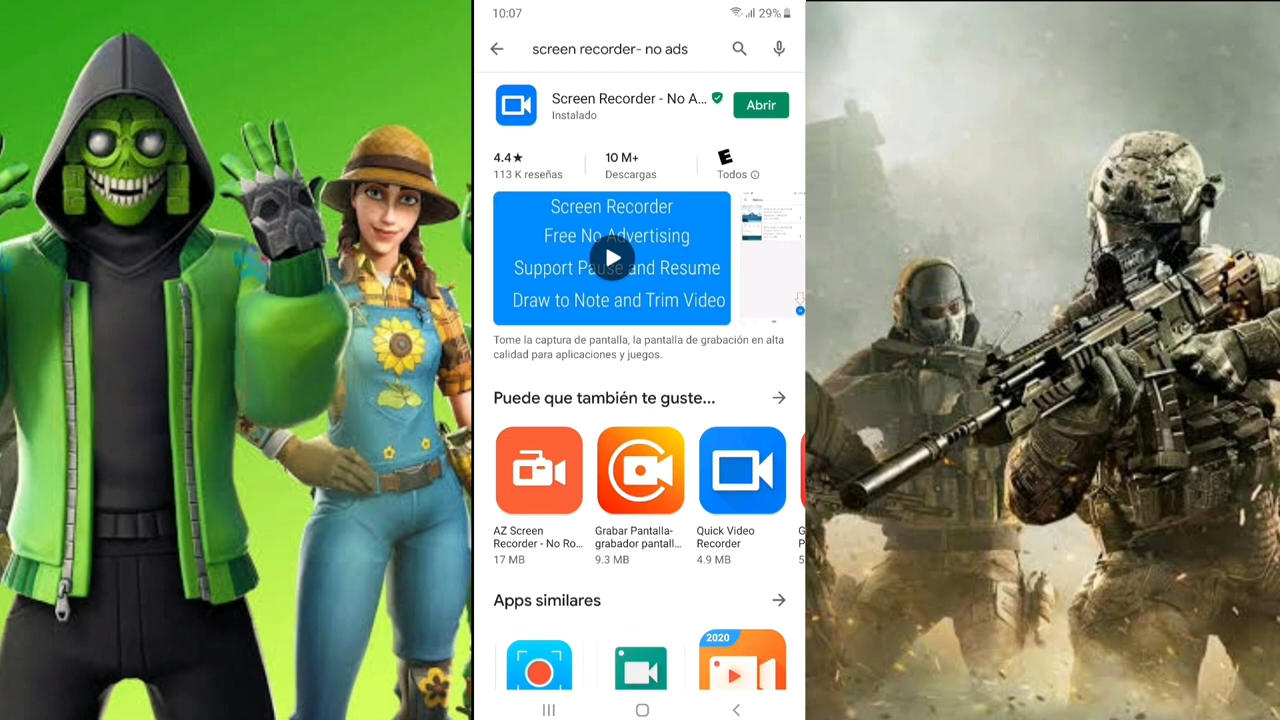 10:07
29%
screen recorder- no ads
Screen Recorder - No A...
Instalado
Abrir
4.4★
10 M+
E
113 K reseñas
Descargas
Todos
Screen Recorder
Free No Advertising
Support Pause and Resume
Draw to Note and Trim Video
Tome la captura de pantalla, la pantalla de grabación en alta
calidad para aplicaciones y juegos.
Puede que también te guste...
AZ Screen
Recorder - No Ro...
17 MB
Grabar Pantalla-
grabador pantall...
9.3 MB
Quick Video
Recorder
4.9 MB
G
P
5
Apps similares
2020